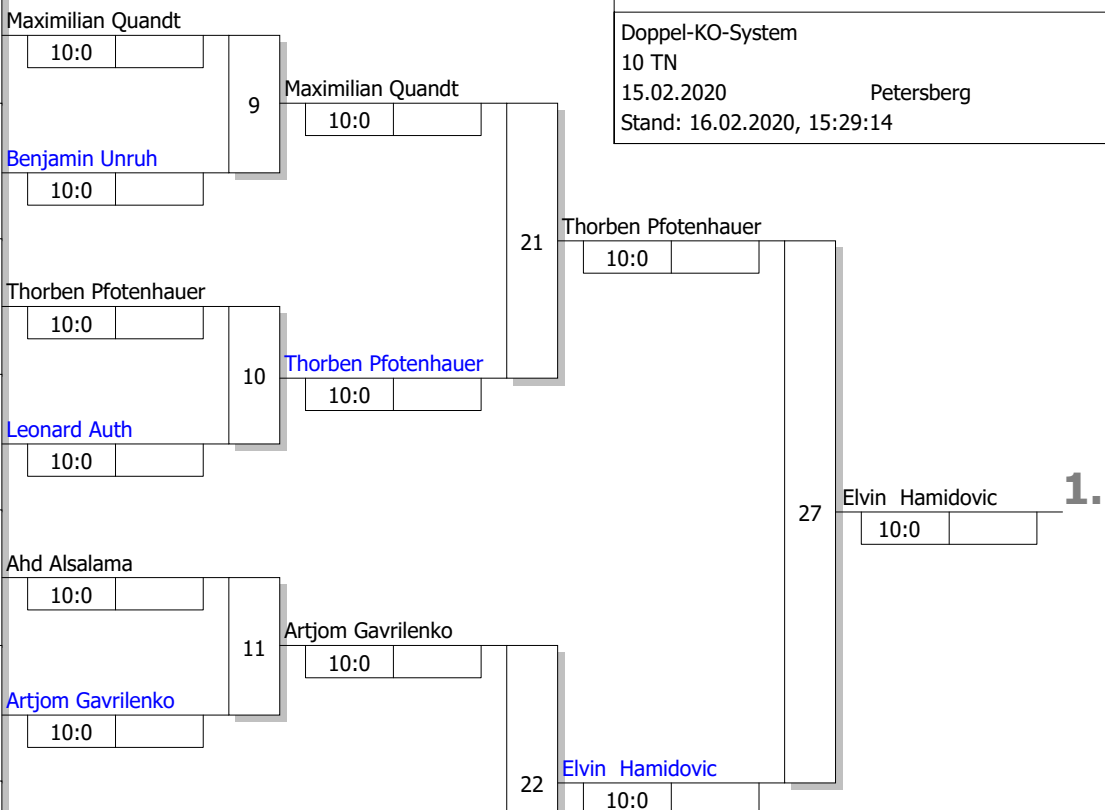 Maximilian Quandt
10:0
9
Benjamin Unruh
10:0
Thorben Pfotenhauer
10:0
10
Leonard Auth
10:0
Ahd Alsalama
10:0
11
Artjom Gavrilenko
10:0
Maximilian Quandt
10:0
21
Thorben Pfotenhauer
10:0
Artjom Gavrilenko
10:0
22
Thorben Pfotenhauer
10:0
27
Elvin Hamidovic
10:0
Elvin Hamidovic
10:0
1.
Doppel-KO-System
10 TN
15.02.2020 Petersberg
Stand: 16.02.2020, 15:29:14